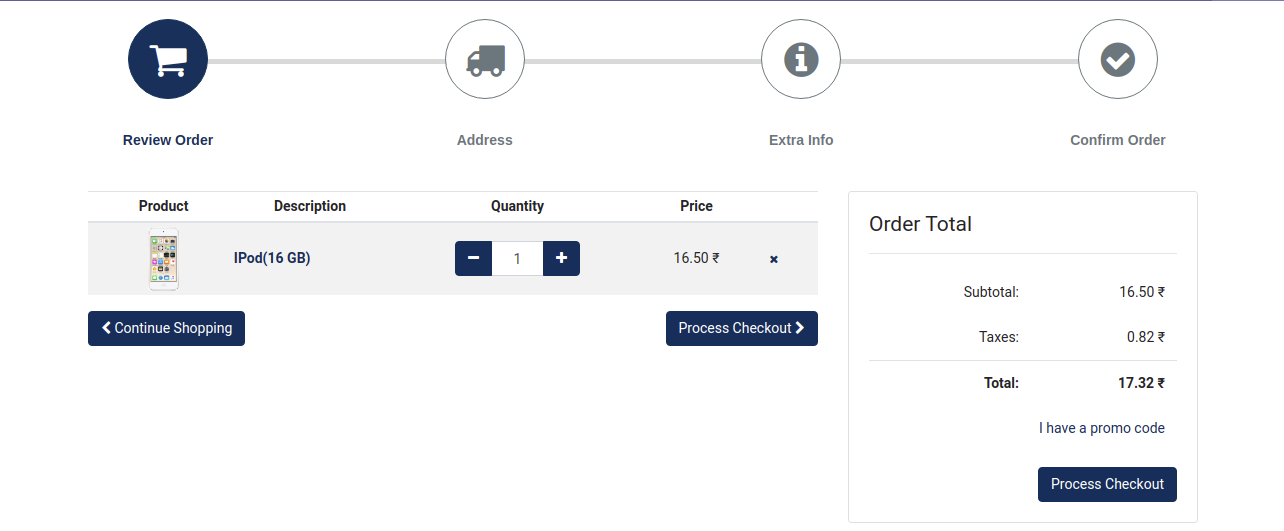 Review Order
Address
Extra Info
Confirm Order
Product Description Quantity Price
IPod(16 GB) 1 16.50 ₹
Continue Shopping
Process Checkout
Order Total
Subtotal: 16.50 ₹
Taxes: 0.82 ₹
Total: 17.32 ₹
I have a promo code
Process Checkout